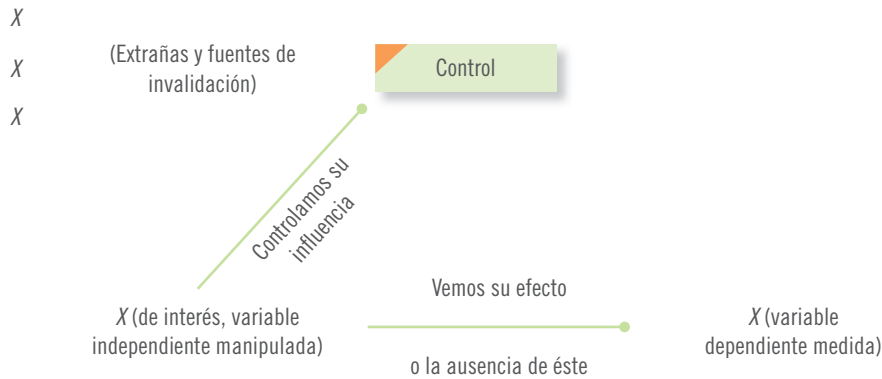 X
X
X
(Extrañas y fuentes de
invalidación)
Control
Controlamos su
influencia
X (de interés, variable
independiente manipulada)
Vemos su efecto
o la ausencia de éste
X (variable
dependiente medida)